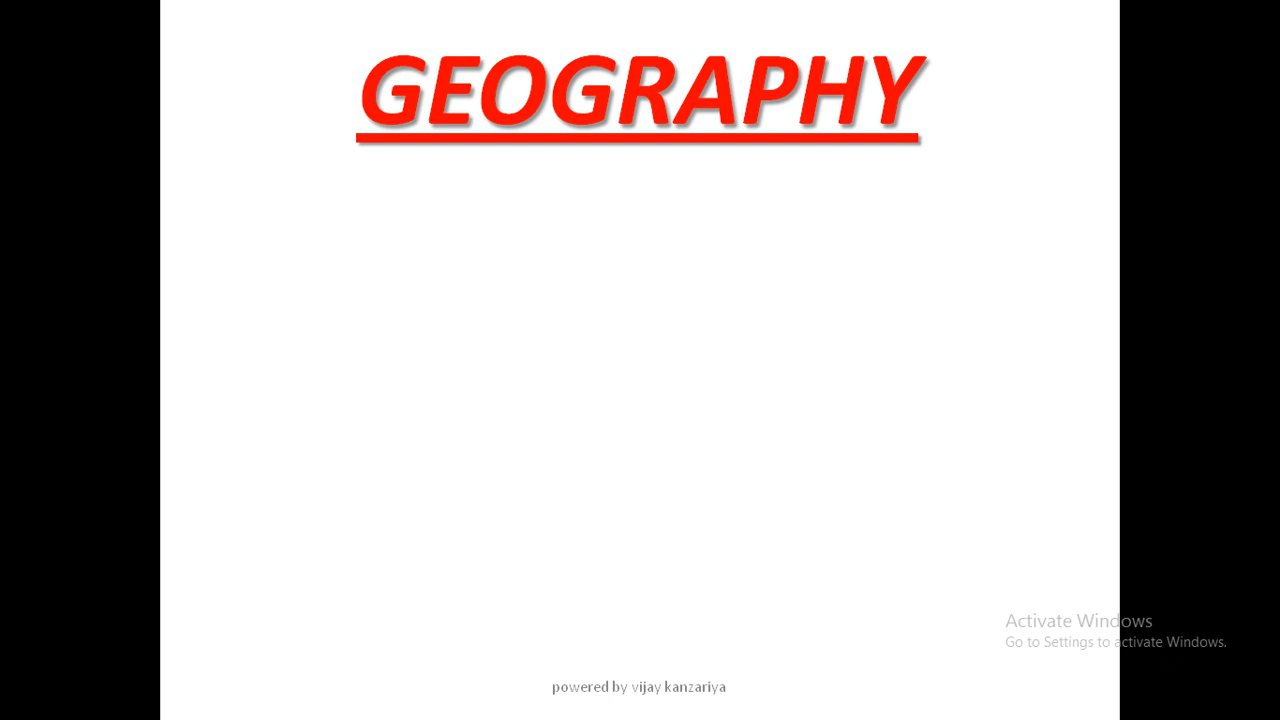 GEOGRAPHY
Activate Windows
Go to Settings to activate Windows.
powered by vijay kanzariya